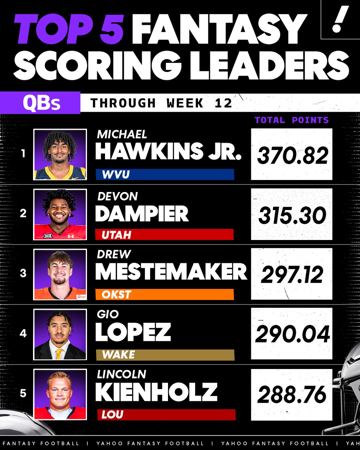 TOP 5 FANTASY
SCORING LEADERS
QBs THROUGH WEEK 12
TOTAL POINTS
1 MICHAEL
HAWKINS JR. 370.82
WVU
2 DEVON
DAMPIER 315.30
UTAH
3 DREW
MESTEMAKER 297.12
OKST
4 GIO
LOPEZ 290.04
WAKE
5 LINCOLN
KIENHOLZ 288.76
LOU
FANTASY FOOTBALL | YAHOO FANTASY FOOTBALL | YAHOO FANTASY FOOTBALL | YAHOO